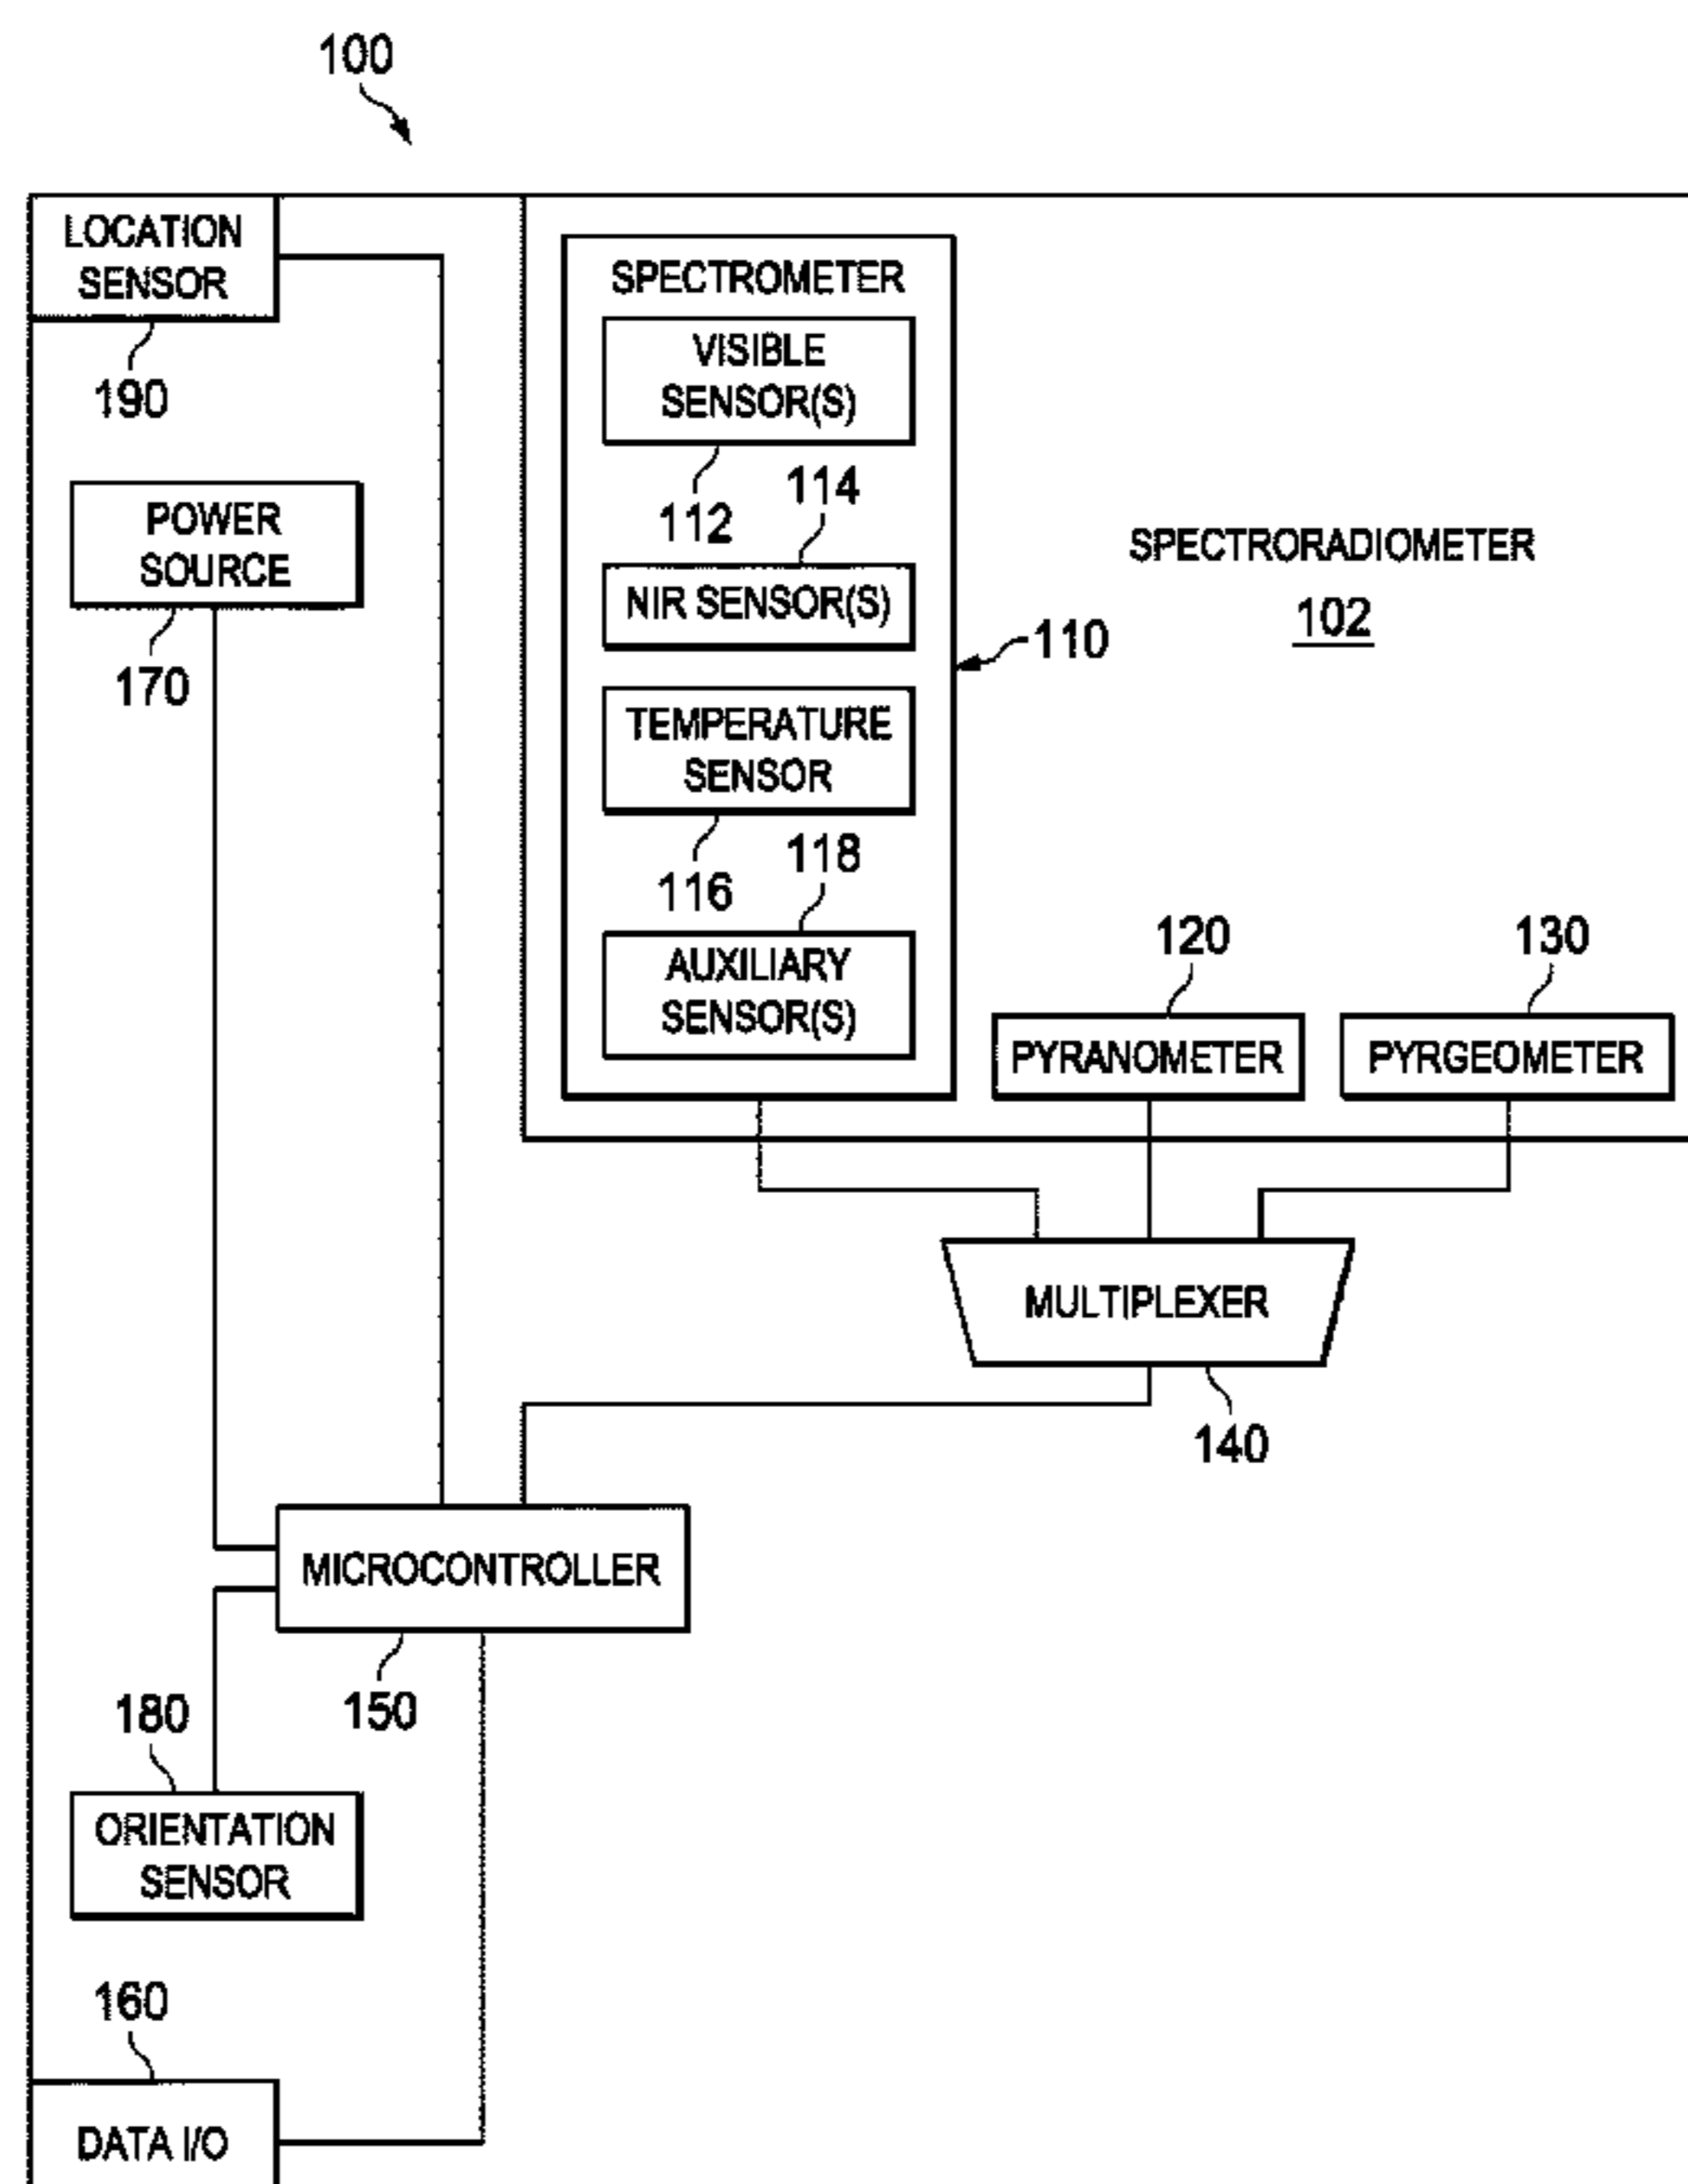 100
LOCATION
SENSOR
190
POWER
SOURCE
170
SPECTROMETER
VISIBLE
SENSOR(S)
112
114
NIR SENSOR(S)
110
TEMPERATURE
SENSOR
116
118
AUXILIARY
SENSOR(S)
SPECTRORADIOMETER
102
120
PYRANOMETER
130
PYRGEOMETER
MULTIPLEXER
140
MICROCONTROLLER
150
180
ORIENTATION
SENSOR
160
DATA I/O